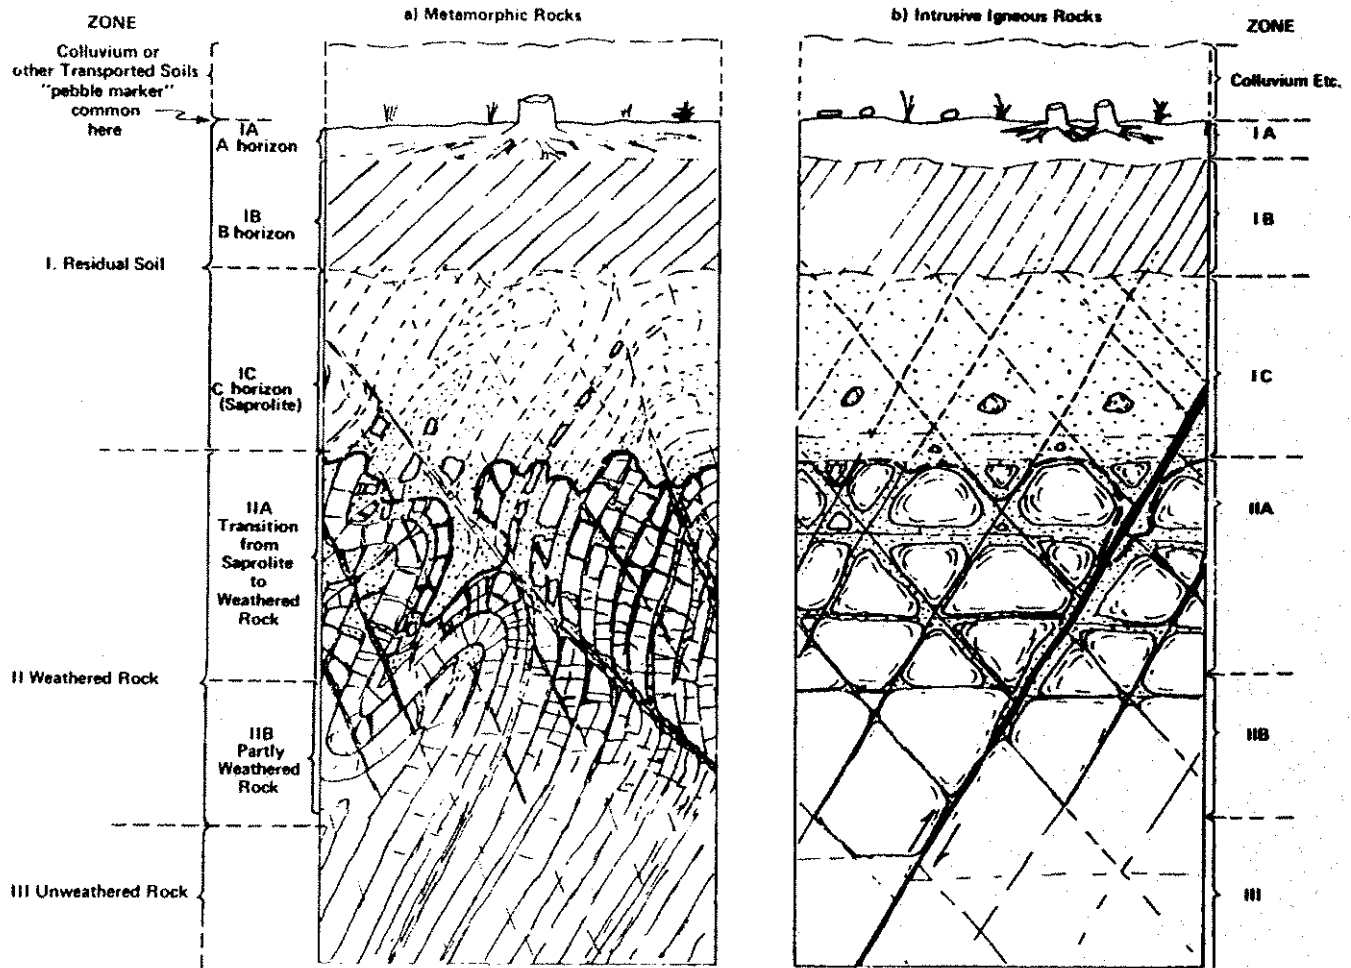 a) Metamorphic Rocks
b) Intrusive Igneous Rocks
ZONE
Colluvium or
other Transported Soils
"pebble marker"
common
here
IA
A horizon
IB
B horizon
I. Residual Soil
IC
C horizon
(Saprolite)
IIA
Transition
from
Saprolite
to
Weathered
Rock
II Weathered Rock
IIB
Partly
Weathered
Rock
III Unweathered Rock
ZONE
Colluvium Etc.
IA
IB
IC
IIA
IIB
III